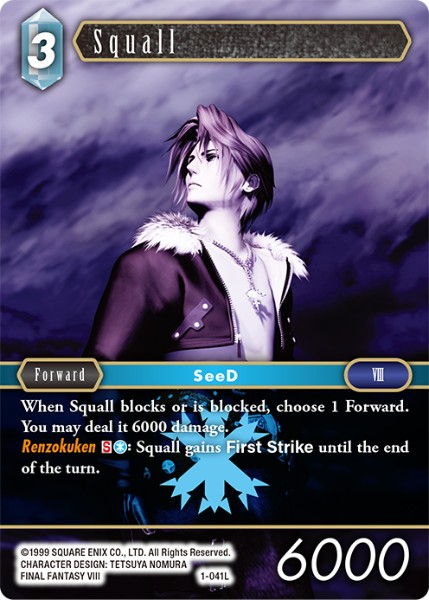 3
Squall
Forward
SeeD
VIII
When Squall blocks or is blocked, choose 1 Forward.
You may deal it 6000 damage.
Renzokuken S: Squall gains First Strike until the end
of the turn.
©1999 SQUARE ENIX CO., LTD. All Rights Reserved.
CHARACTER DESIGN: TETSUYA NOMURA
FINAL FANTASY VIII
1-041L
6000